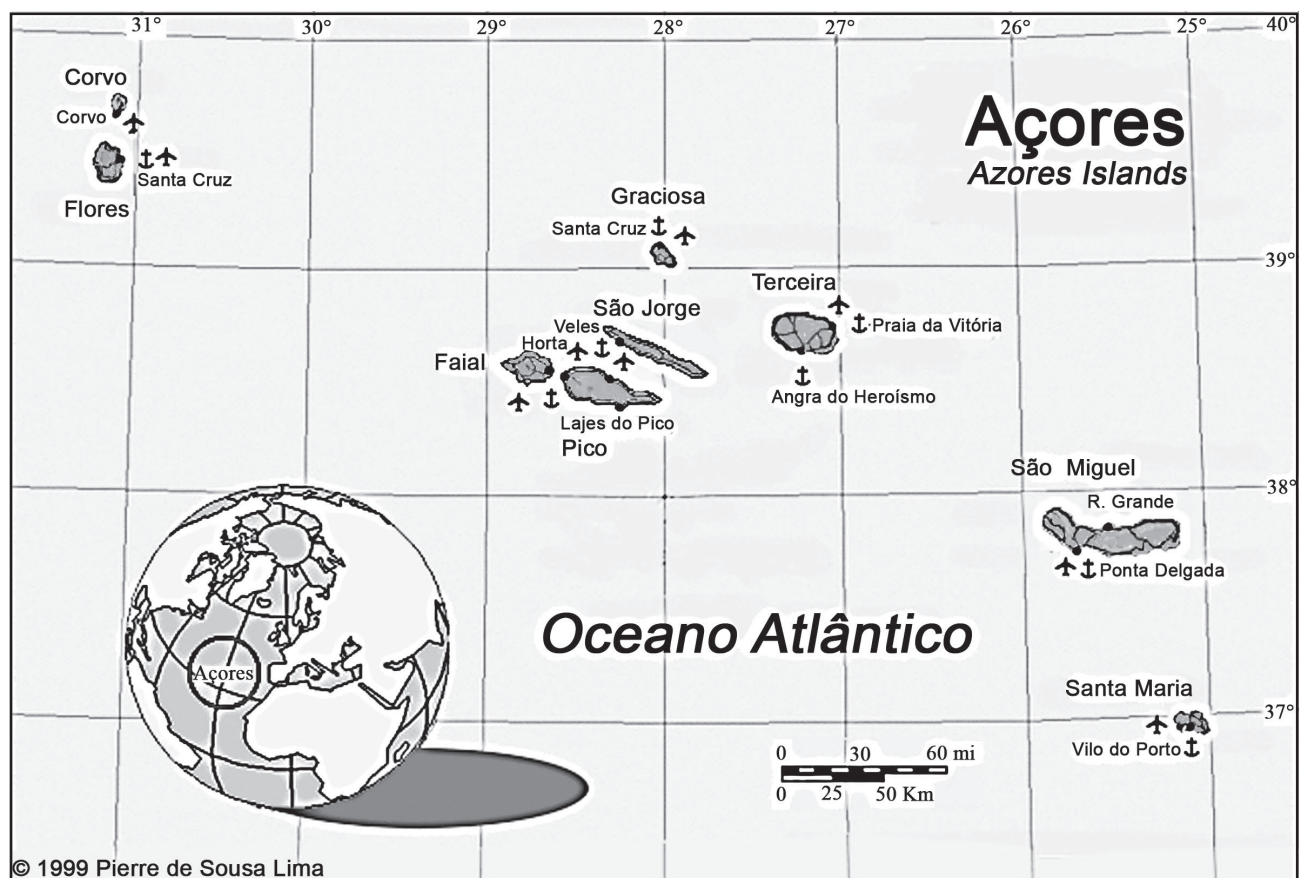 31° 30° 29° 28° 27° 26° 25° 40°
Corvo
Corvo
Santa Cruz
Flores
Açores
Azores Islands
Graciosa
Santa Cruz
39°
Terceira
Praia da Vitória
Angra do Heroísmo
São Jorge
Veles
Horta
Faial
Lajes do Pico
Pico
São Miguel
38°
R. Grande
Ponta Delgada
Oceano Atlântico
Açores
Santa Maria
37°
Vilo do Porto
0 30 60 mi
0 25 50 Km
© 1999 Pierre de Sousa Lima